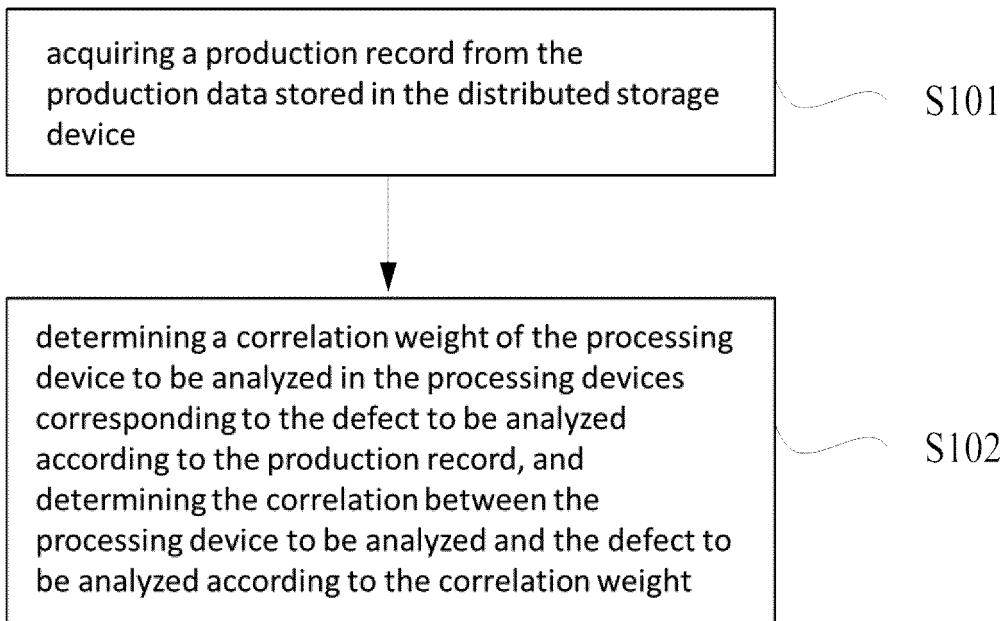 acquiring a production record from the
production data stored in the distributed storage
device
S101
determining a correlation weight of the processing
device to be analyzed in the processing devices
corresponding to the defect to be analyzed
according to the production record, and
determining the correlation between the
processing device to be analyzed and the defect to
be analyzed according to the correlation weight
S102